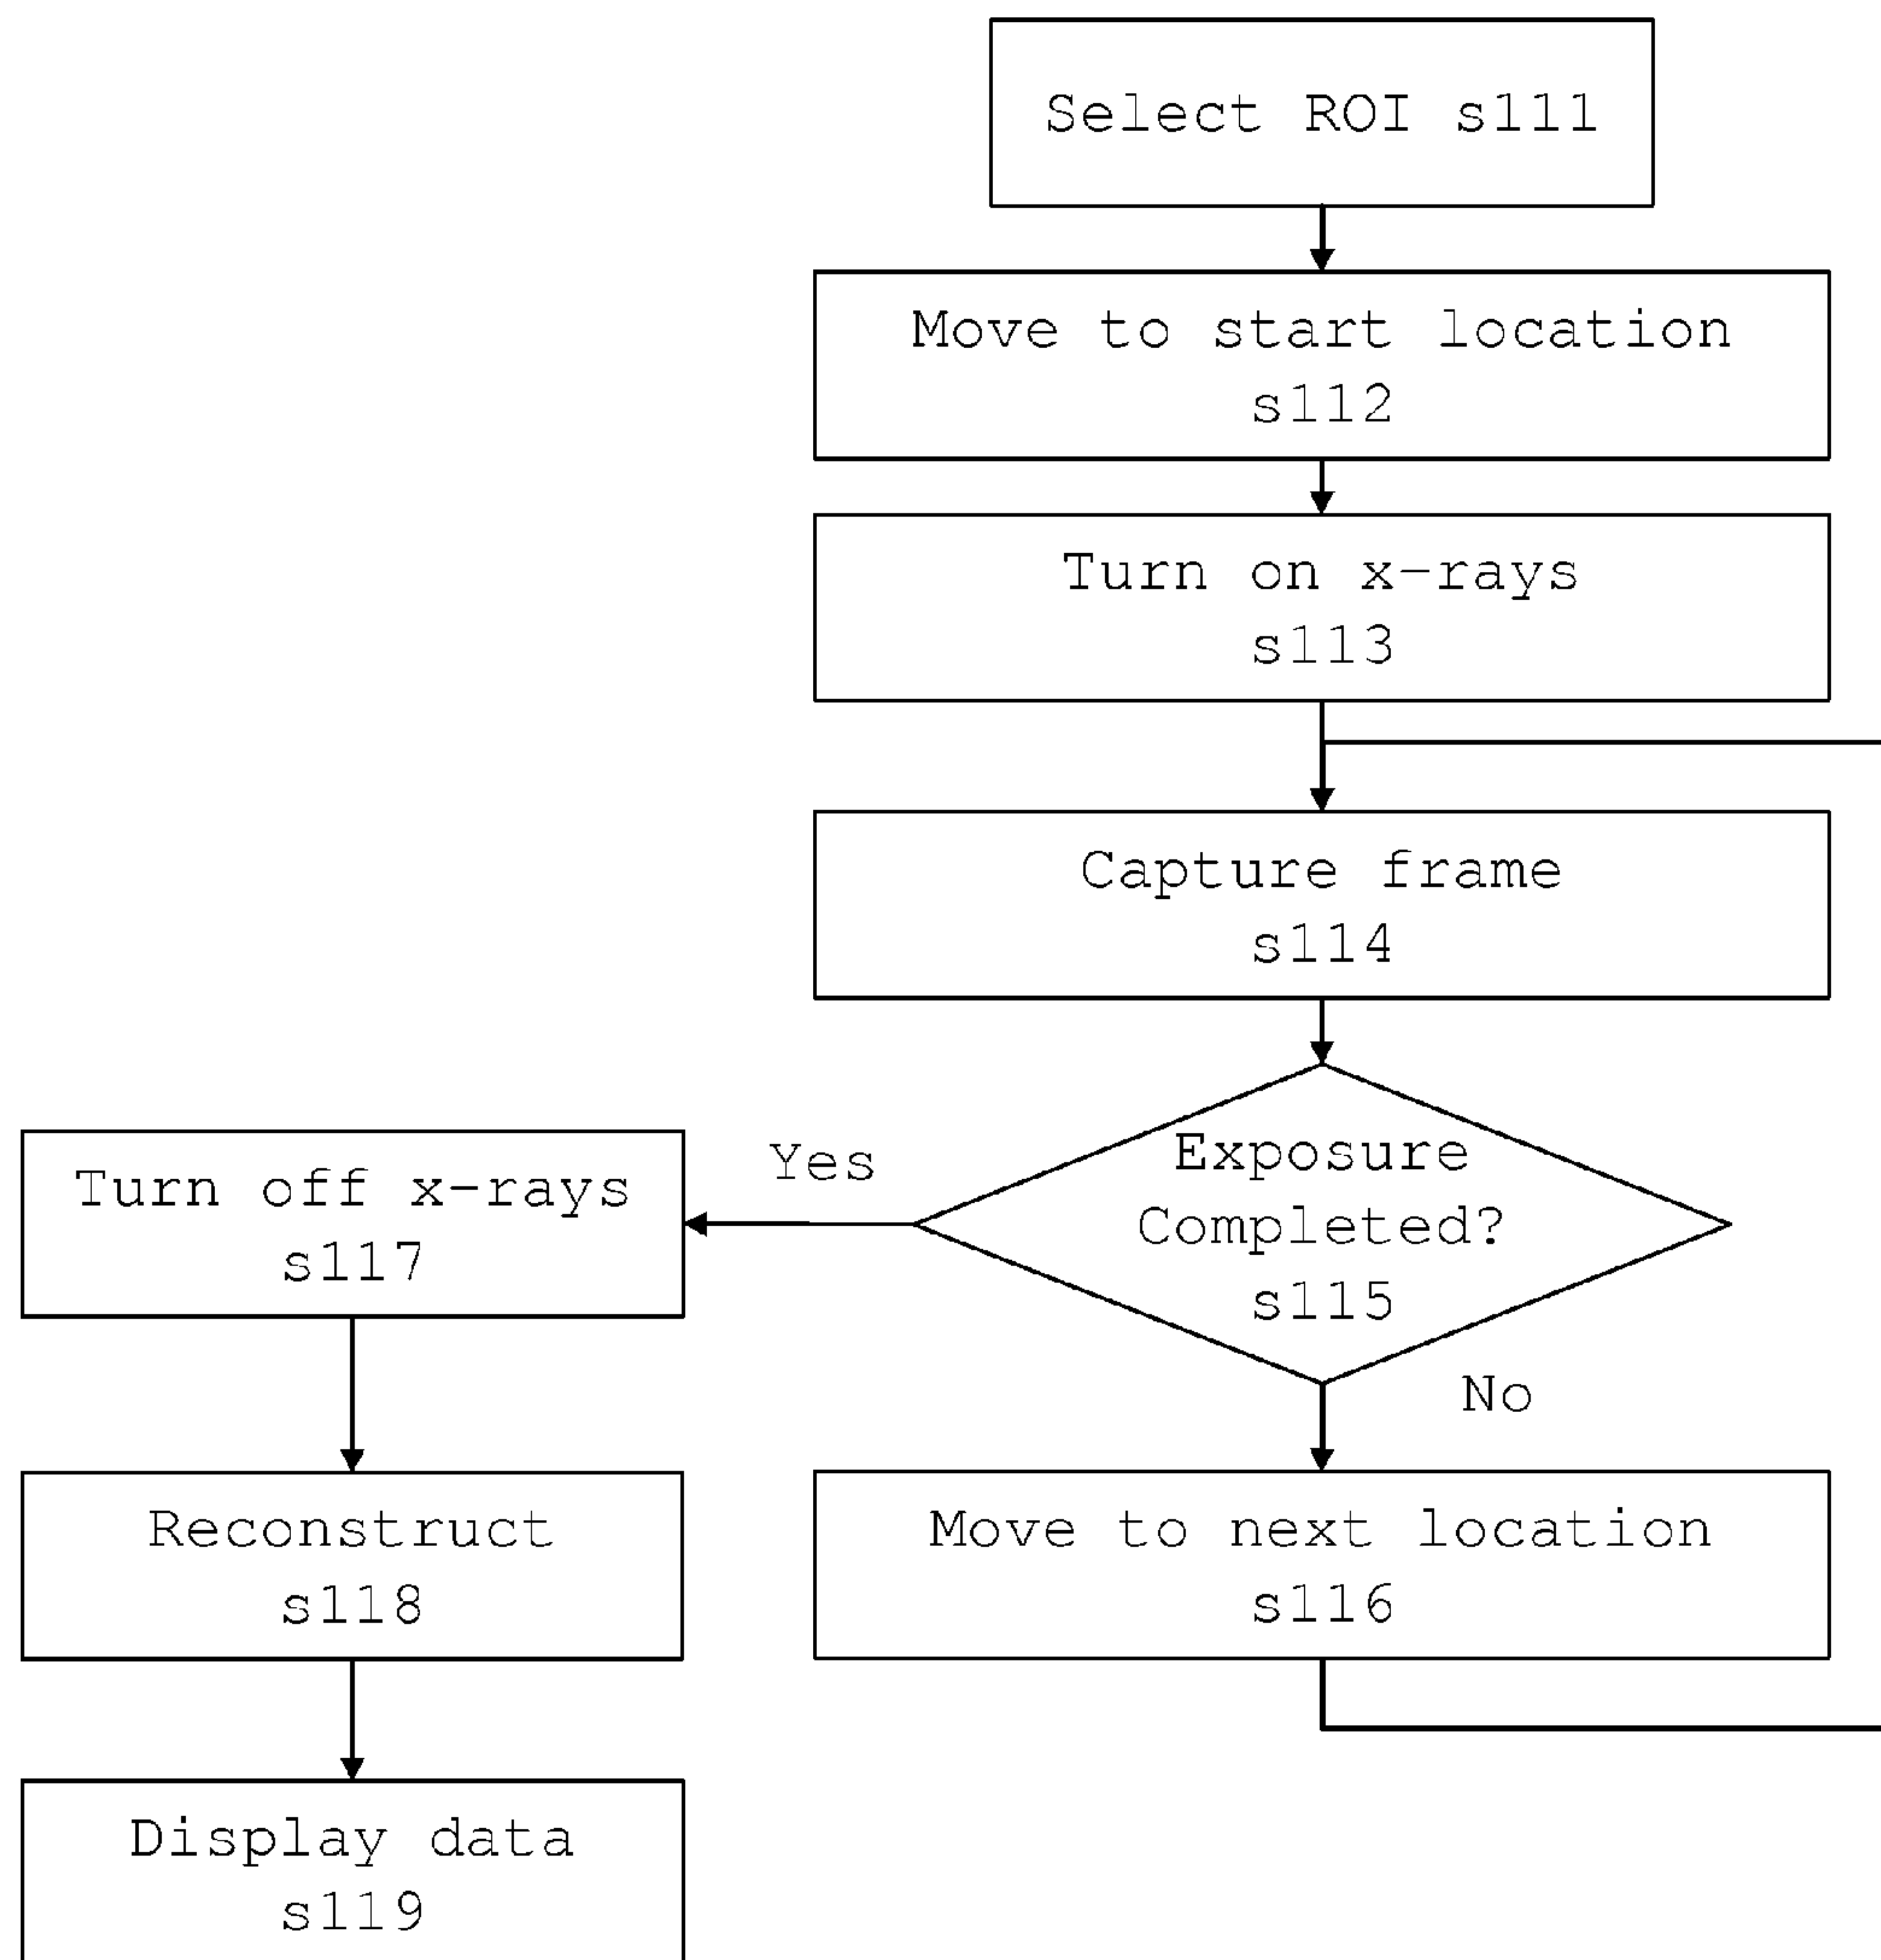 Select ROI s111
Move to start location
s112
Turn on x-rays
s113
Capture frame
s114
Exposure
Completed?
s115
Yes
No
Turn off x-rays
s117
Move to next location
s116
Reconstruct
s118
Display data
s119